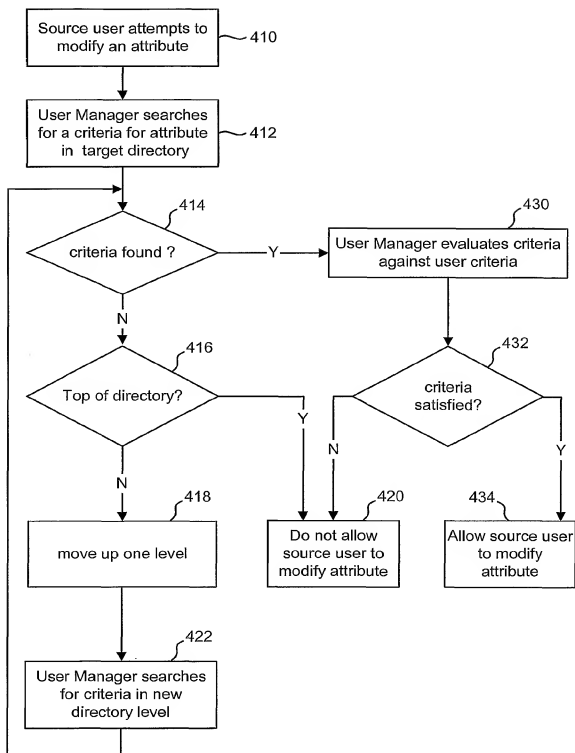 Source user attempts to
modify an attribute
410
User Manager searches
for a criteria for attribute
in target directory
412
414
criteria found ?
Y
430
User Manager evaluates criteria
against user criteria
N
416
Top of directory?
Y
432
criteria
satisfied?
N
Y
N
418
move up one level
420
Do not allow
source user to
modify attribute
434
Allow source user
to modify
attribute
422
User Manager searches
for criteria in new
directory level